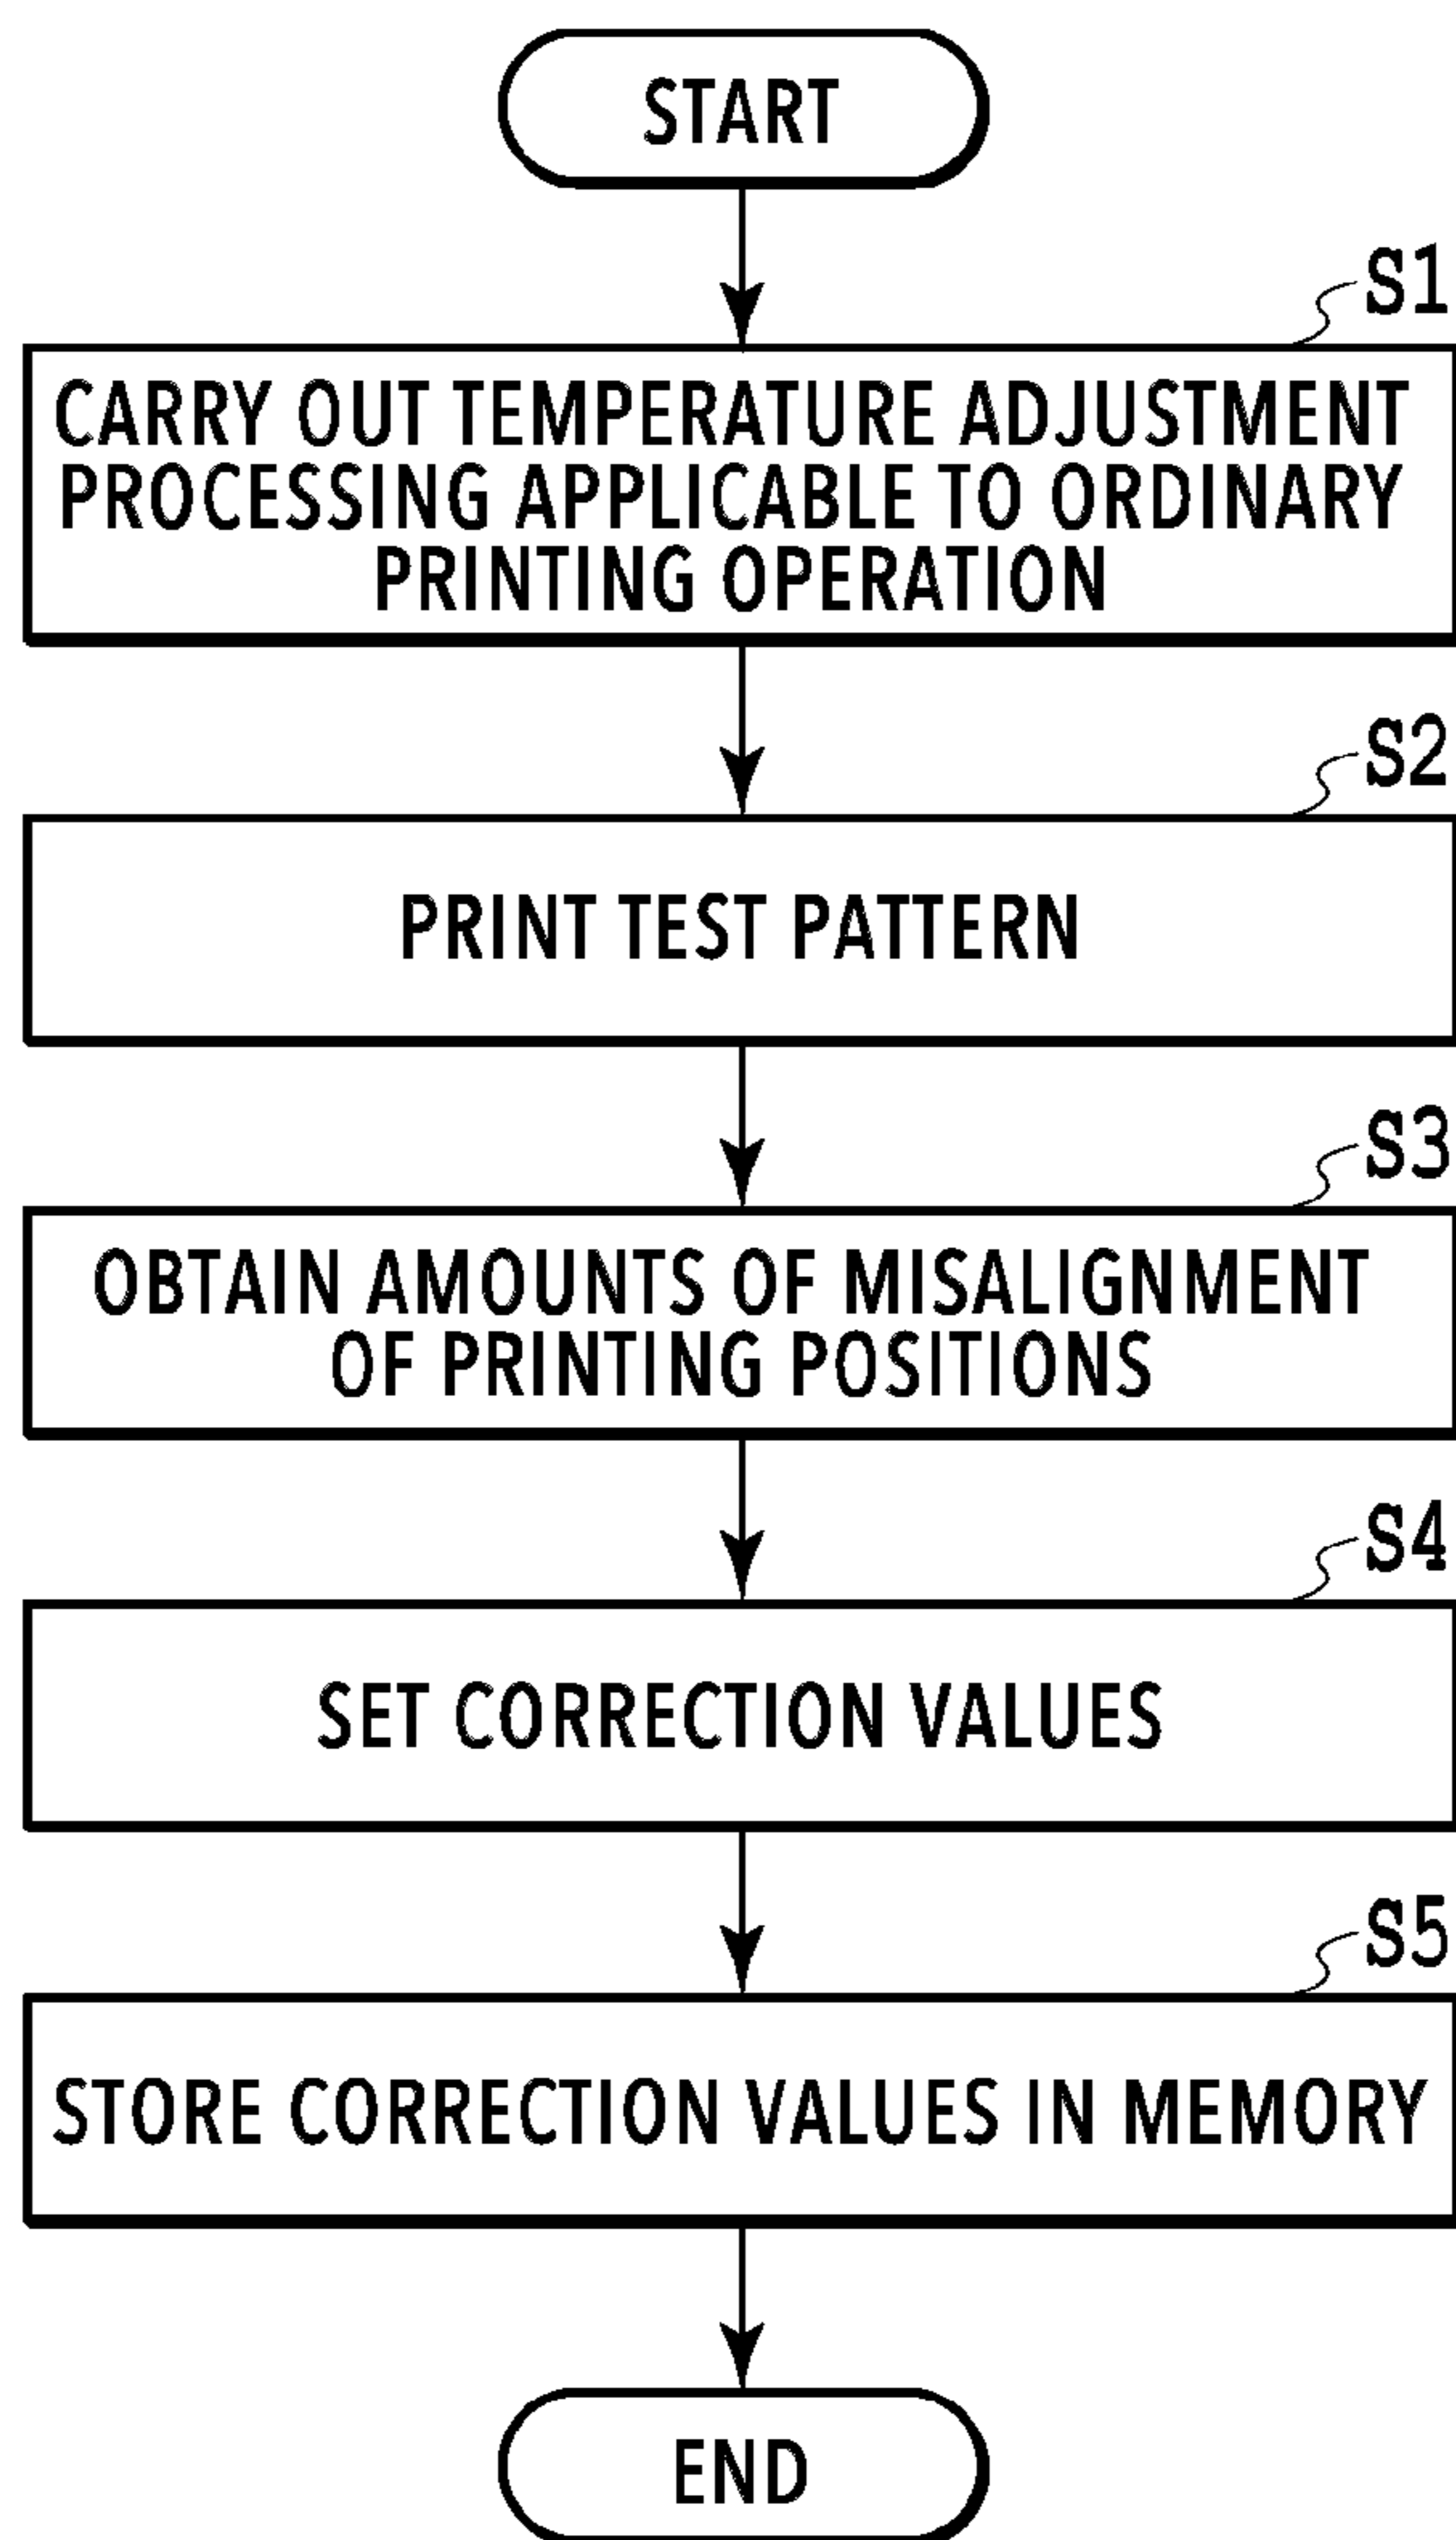 START
S1
CARRY OUT TEMPERATURE ADJUSTMENT
PROCESSING APPLICABLE TO ORDINARY
PRINTING OPERATION
S2
PRINT TEST PATTERN
S3
OBTAIN AMOUNTS OF MISALIGNMENT
OF PRINTING POSITIONS
S4
SET CORRECTION VALUES
S5
STORE CORRECTION VALUES IN MEMORY
END